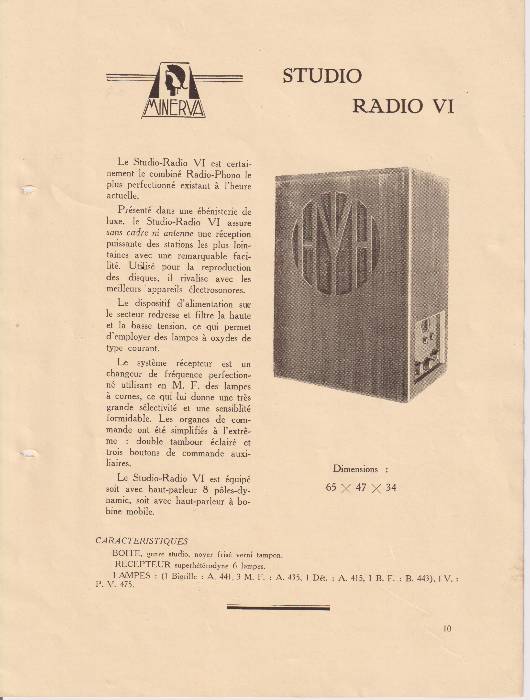 MINERVA
STUDIO
RADIO VI
Le Studio-Radio VI est certai-
nement le combiné Radio-Phono le
plus perfectionné existant à l'heure
actuelle.
Présenté dans une ébénisterie de
luxe, le Studio-Radio VI assure
sans cadre ni antenne une réception
puissante des stations les plus loin-
taines avec une remarquable faci-
lité. Utilisé pour la reproduction
des disques, il rivalise avec les
meilleurs appareils électrosonores.
Le dispositif d'alimentation sur
le secteur redresse et filtre la haute
et la basse tension, ce qui permet
d'employer des lampes à oxydes de
type courant.
Le système récepteur est un
changeur de fréquence perfection-
né utilisant en M. F. des lampes
à cornes, ce qui lui donne une très
grande sélectivité et une sensiblité
formidable. Les organes de com-
mande ont été simplifiés à l'extrê-
me : double tambour éclairé et
trois boutons de commande auxi-
liaires.
Le Studio-Radio VI est équipé
soit avec haut-parleur 8 pôles-dy-
namic, soit avec haut-parleur à bo-
bine mobile.
Dimensions :
65 × 47 × 34
CARACTERISTIQUES
BOITE, genre studio, noyer frisé verni tampon.
RECEPTEUR superhétérodyne 6 lampes.
LAMPES : (1 Bigrille : A. 441, 3 M. F. : A. 435, 1 Dét. : A. 415, 1 B. F. : B. 443), 1 V. :
P. V. 475.
10